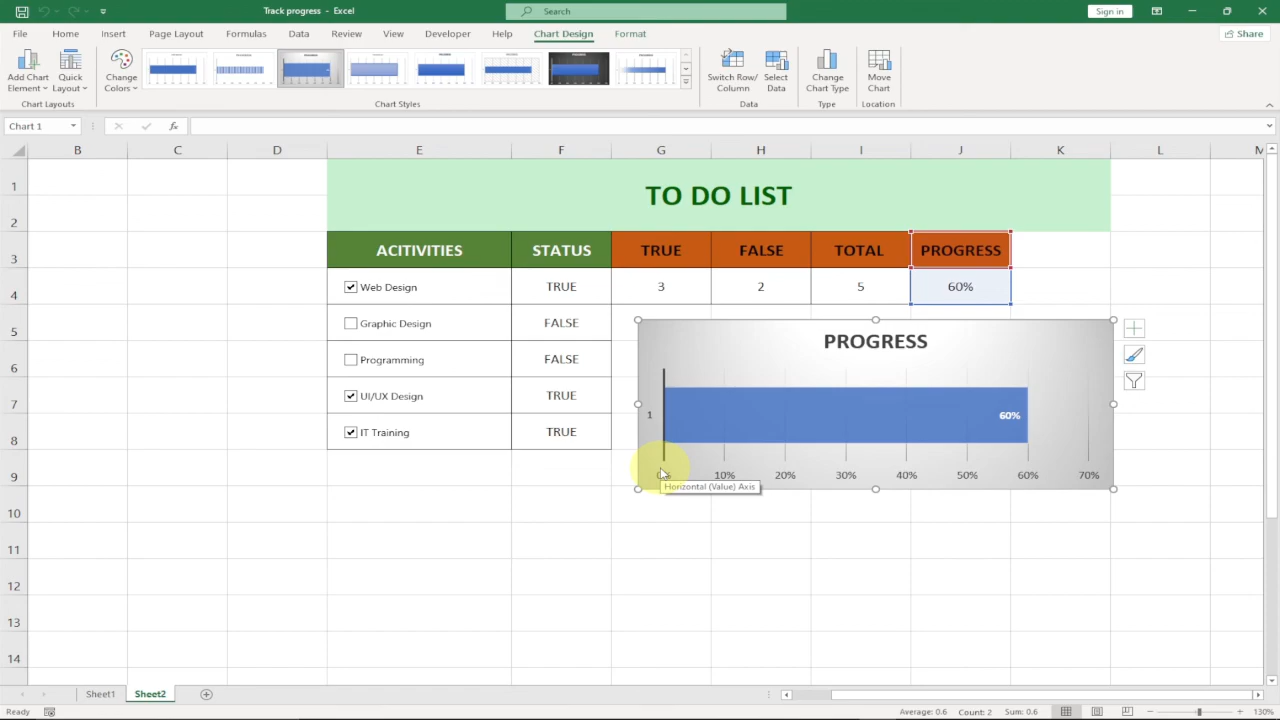 Track progress - Excel
Search
Sign in
File Home Insert Page Layout Formulas Data Review View Developer Help Chart Design Format
Share
Add Chart Element
Quick Layout
Change Colors
Switch Row/
Column
Select
Data
Change
Chart Type
Move
Chart
Chart Layouts
Chart Styles
Data
Type
Location
Chart 1
fx
B C D E F G H I J K L M
1
TO DO LIST
2
3 ACITIVITIES STATUS TRUE FALSE TOTAL PROGRESS
4 Web Design TRUE 3 2 5 60%
5 Graphic Design FALSE
6 Programming FALSE
7 UI/UX Design TRUE
8 IT Training TRUE
PROGRESS
1
60%
10% 20% 30% 40% 50% 60% 70%
Horizontal (Value) Axis
9
10
11
12
13
14
Sheet1 Sheet2
Ready
Average: 0.6 Count: 2 Sum: 0.6
130%